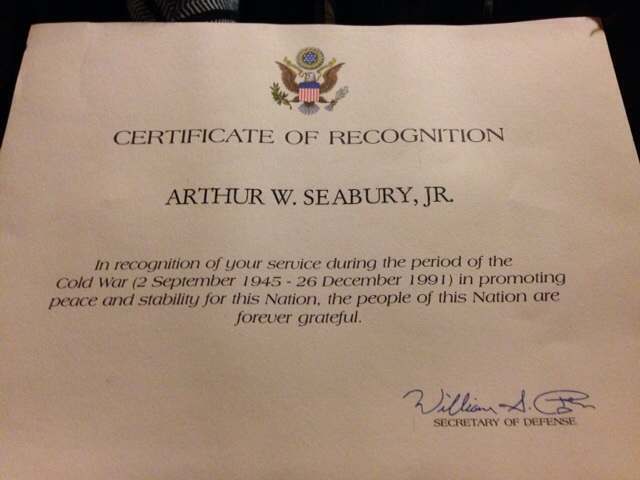 CERTIFICATE OF RECOGNITION
ARTHUR W. SEABURY, JR.
In recognition of your service during the period of the
Cold War (2 September 1945 - 26 December 1991) in promoting
peace and stability for this Nation, the people of this Nation are
forever grateful.
William S.
SECRETARY OF DEFENSE